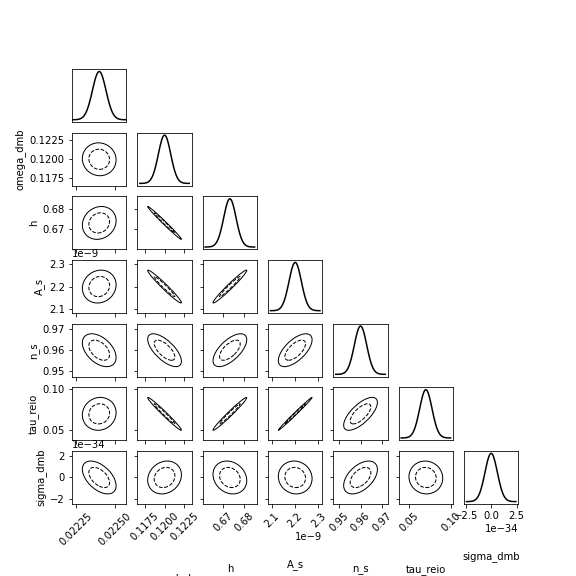 omega_dmb
0.1225
0.1200
0.1175
h
0.68
0.67
1e−9
A_s
2.3
2.2
2.1
n_s
0.97
0.96
0.95
tau_reio
0.10
0.05
1e−34
sigma_dmb
2
0
−2
0.02225
0.02250
0.1175
0.1200
0.1225
0.67
0.68
2.1
2.2
2.3
0.95
0.96
0.97
0.05
0.10
−2.5
0.0
2.5
1e−9
1e−34
h
A_s
n_s
tau_reio
sigma_dmb